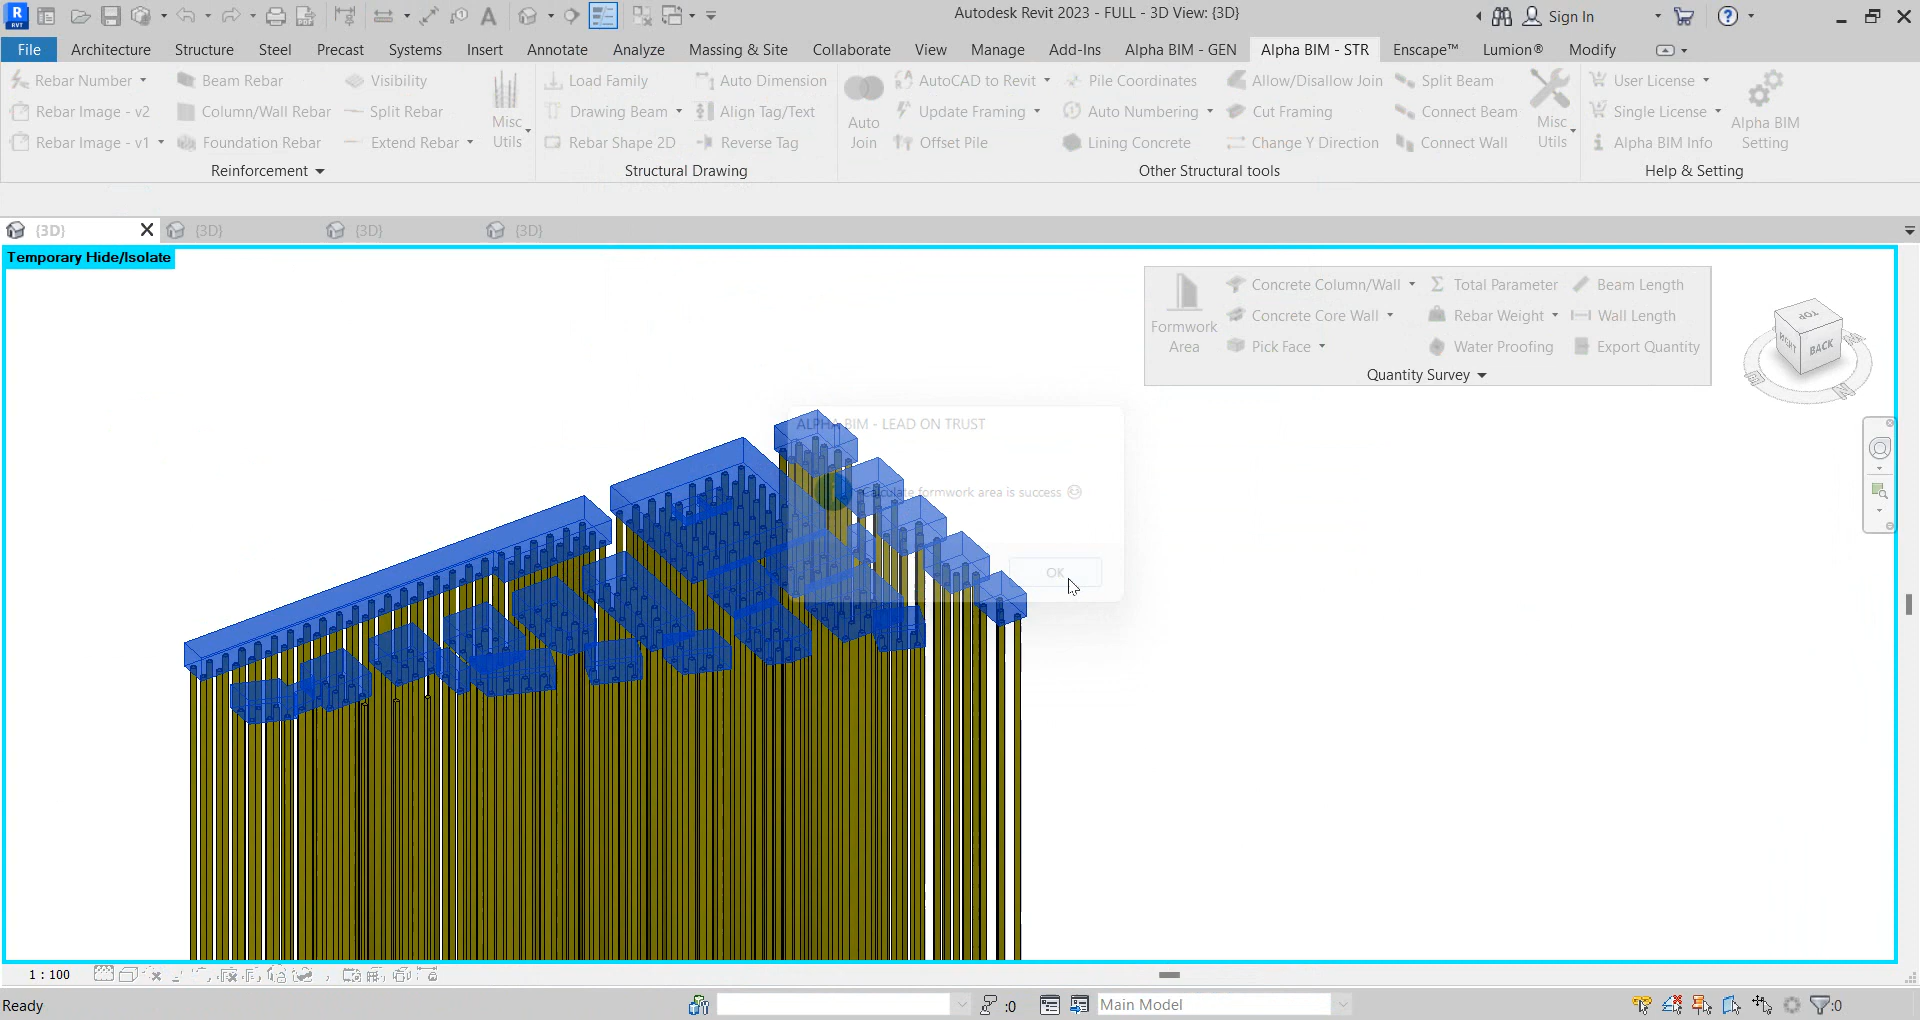 Autodesk Revit 2023 - FULL - 3D View: {3D}
Sign In
File Architecture Structure Steel Precast Systems Insert Annotate Analyze Massing & Site Collaborate View Manage Add-Ins Alpha BIM - GEN Alpha BIM - STR Enscape™ Lumion® Modify
Rebar Number Beam Rebar Visibility Load Family Auto Dimension AutoCAD to Revit Pile Coordinates Allow/Disallow Join Split Beam User License
Rebar Image - v2 Column/Wall Rebar Split Rebar Drawing Beam Align Tag/Text Update Framing Auto Numbering Cut Framing Connect Beam Single License
Rebar Image - v1 Foundation Rebar Extend Rebar Rebar Shape 2D Reverse Tag Offset Pile Lining Concrete Change Y Direction Connect Wall Alpha BIM Info
Misc
Utils
Auto
Join
Misc
Utils
Alpha BIM
Setting
Reinforcement Structural Drawing Other Structural tools Help & Setting
{3D} {3D} {3D} {3D}
Temporary Hide/Isolate
Formwork
Area
Concrete Column/Wall Total Parameter Beam Length
Concrete Core Wall Rebar Weight Wall Length
Pick Face Water Proofing Export Quantity
Quantity Survey
TOP
RIGHT BACK
ALPHA BIM - LEAD ON TRUST
Calculate formwork area is success
OK
1 : 100
Ready :0 Main Model :0